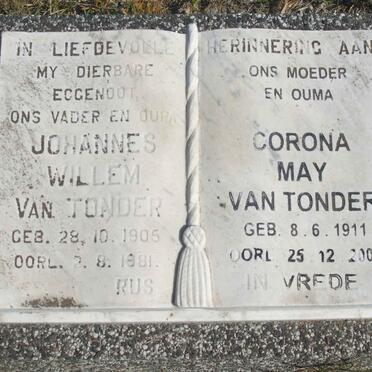 IN LIEFDEVOLLE HERINNERING AAN
MY DIERBARE
EGGENOOT,
ONS VADER EN OUPA
JOHANNES
WILLEM
VAN TONDER
GEB. 28. 10. 1905
OORL. 8. 1981.
RUS
ONS MOEDER
EN OUMA
CORONA
MAY
VAN TONDER
GEB. 8. 6. 1911
OORL 25. 12
IN VREDE